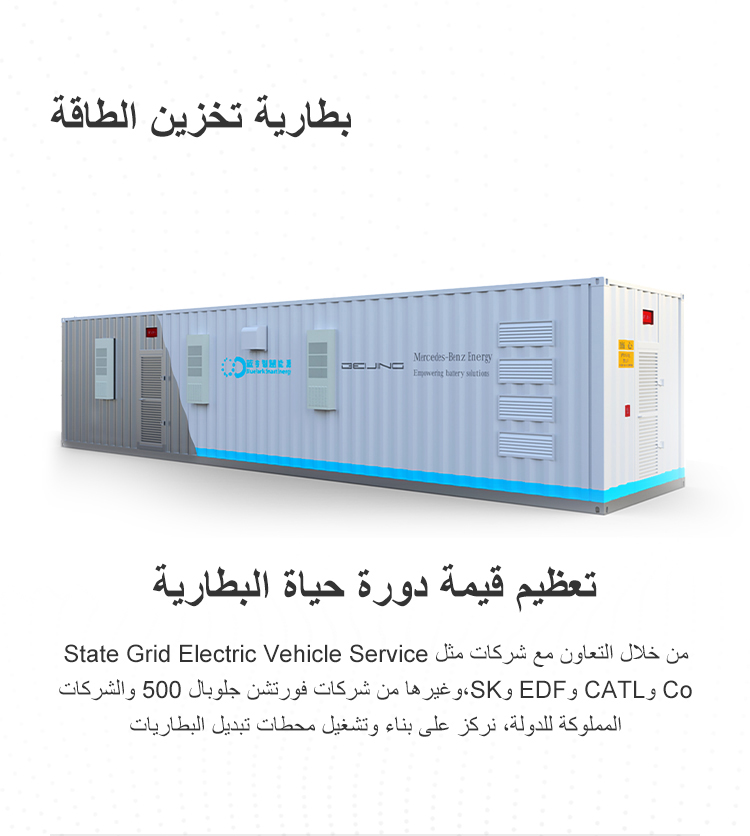 بطارية تخزين الطاقة
BEIJING
Mercedes-Benz Energy
Empowering battery solutions
تعظيم قيمة دورة حياة البطارية
من خلال التعاون مع شركات مثل State Grid Electric Vehicle Service
Co وCATL وEDF وSK،وغيرها من شركات فورتشن جلوبال 500 والشركات
المملوكة للدولة، نركز على بناء وتشغيل محطات تبديل البطاريات